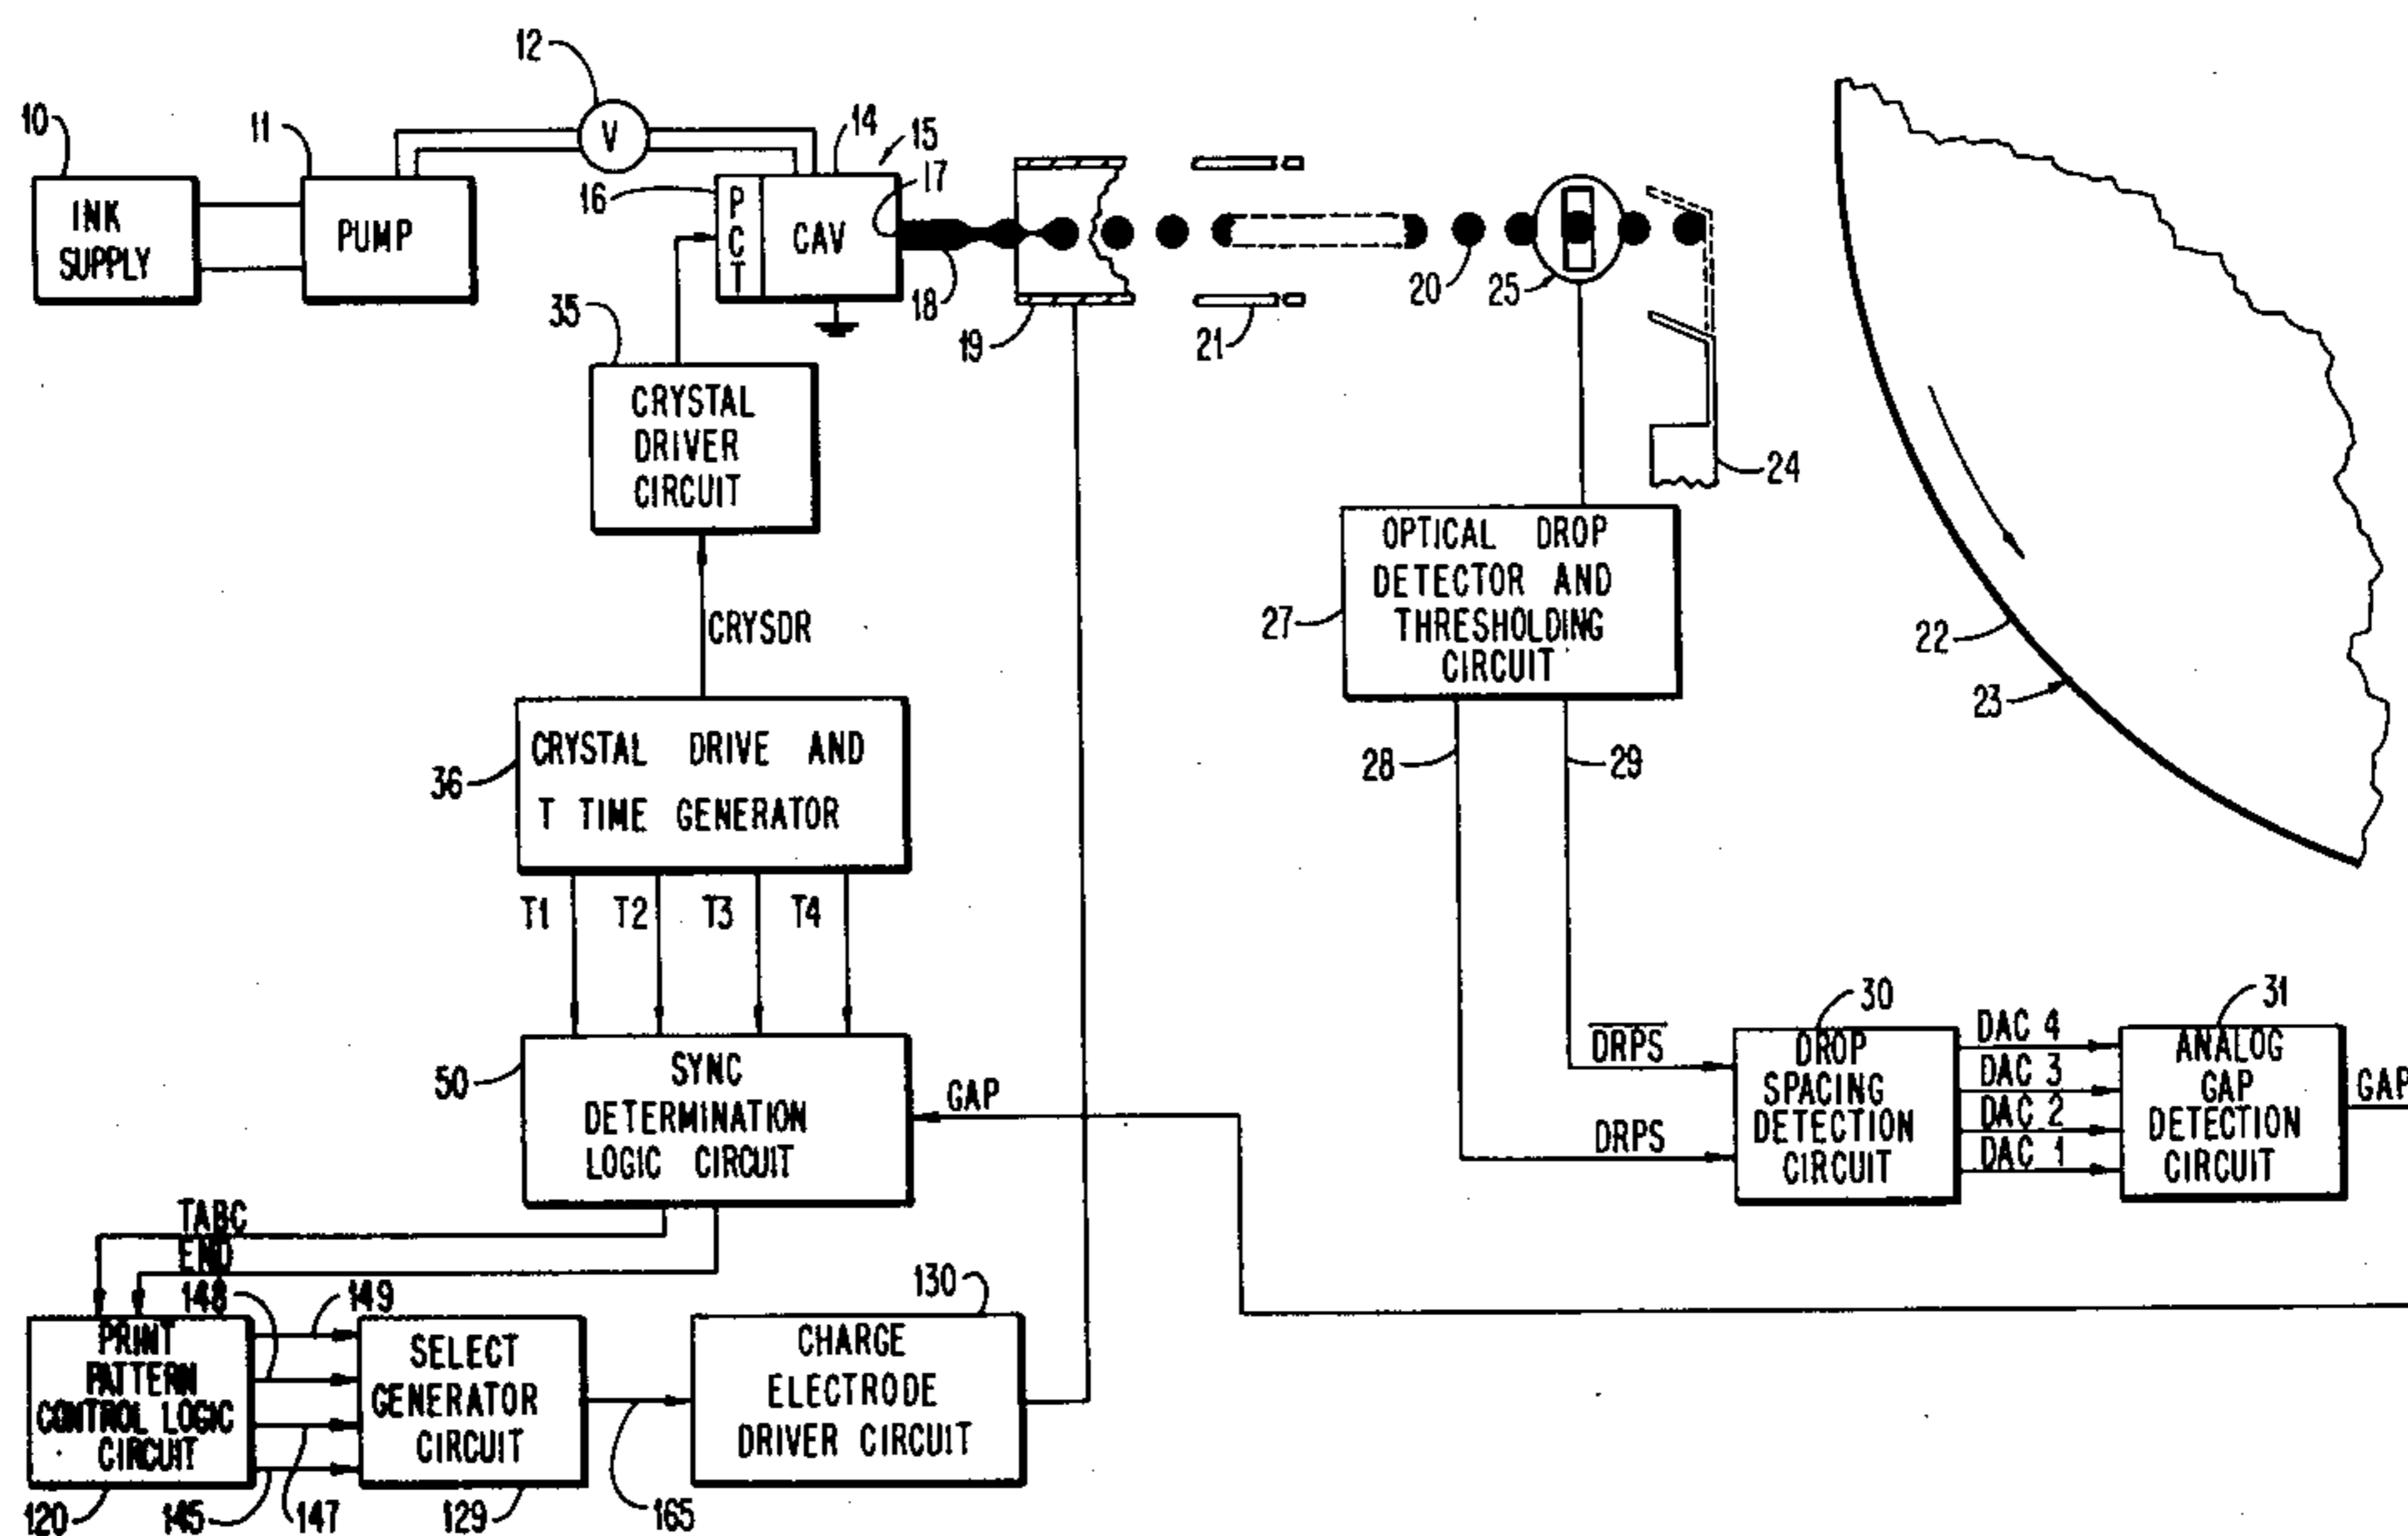 12
10
11
V
14
15
16
17
INK
SUPPLY
PUMP
P
C
T
CAV
18
19
21
20
25
35
CRYSTAL
DRIVER
CIRCUIT
24
OPTICAL DROP
DETECTOR AND
THRESHOLDING
CIRCUIT
27
22
23
CRYSDR
36
CRYSTAL DRIVE AND
T TIME GENERATOR
28
29
T1
T2
T3
T4
50
SYNC
DETERMINATION
LOGIC CIRCUIT
GAP
DRPS
DRPS
30
DROP
SPACING
DETECTION
CIRCUIT
DAC 4
DAC 3
DAC 2
DAC 1
31
ANALOG
GAP
DETECTION
CIRCUIT
GAP
TABC
END
148
149
130
PRINT
PATTERN
CONTROL LOGIC
CIRCUIT
SELECT
GENERATOR
CIRCUIT
CHARGE
ELECTRODE
DRIVER CIRCUIT
120
145
147
129
165